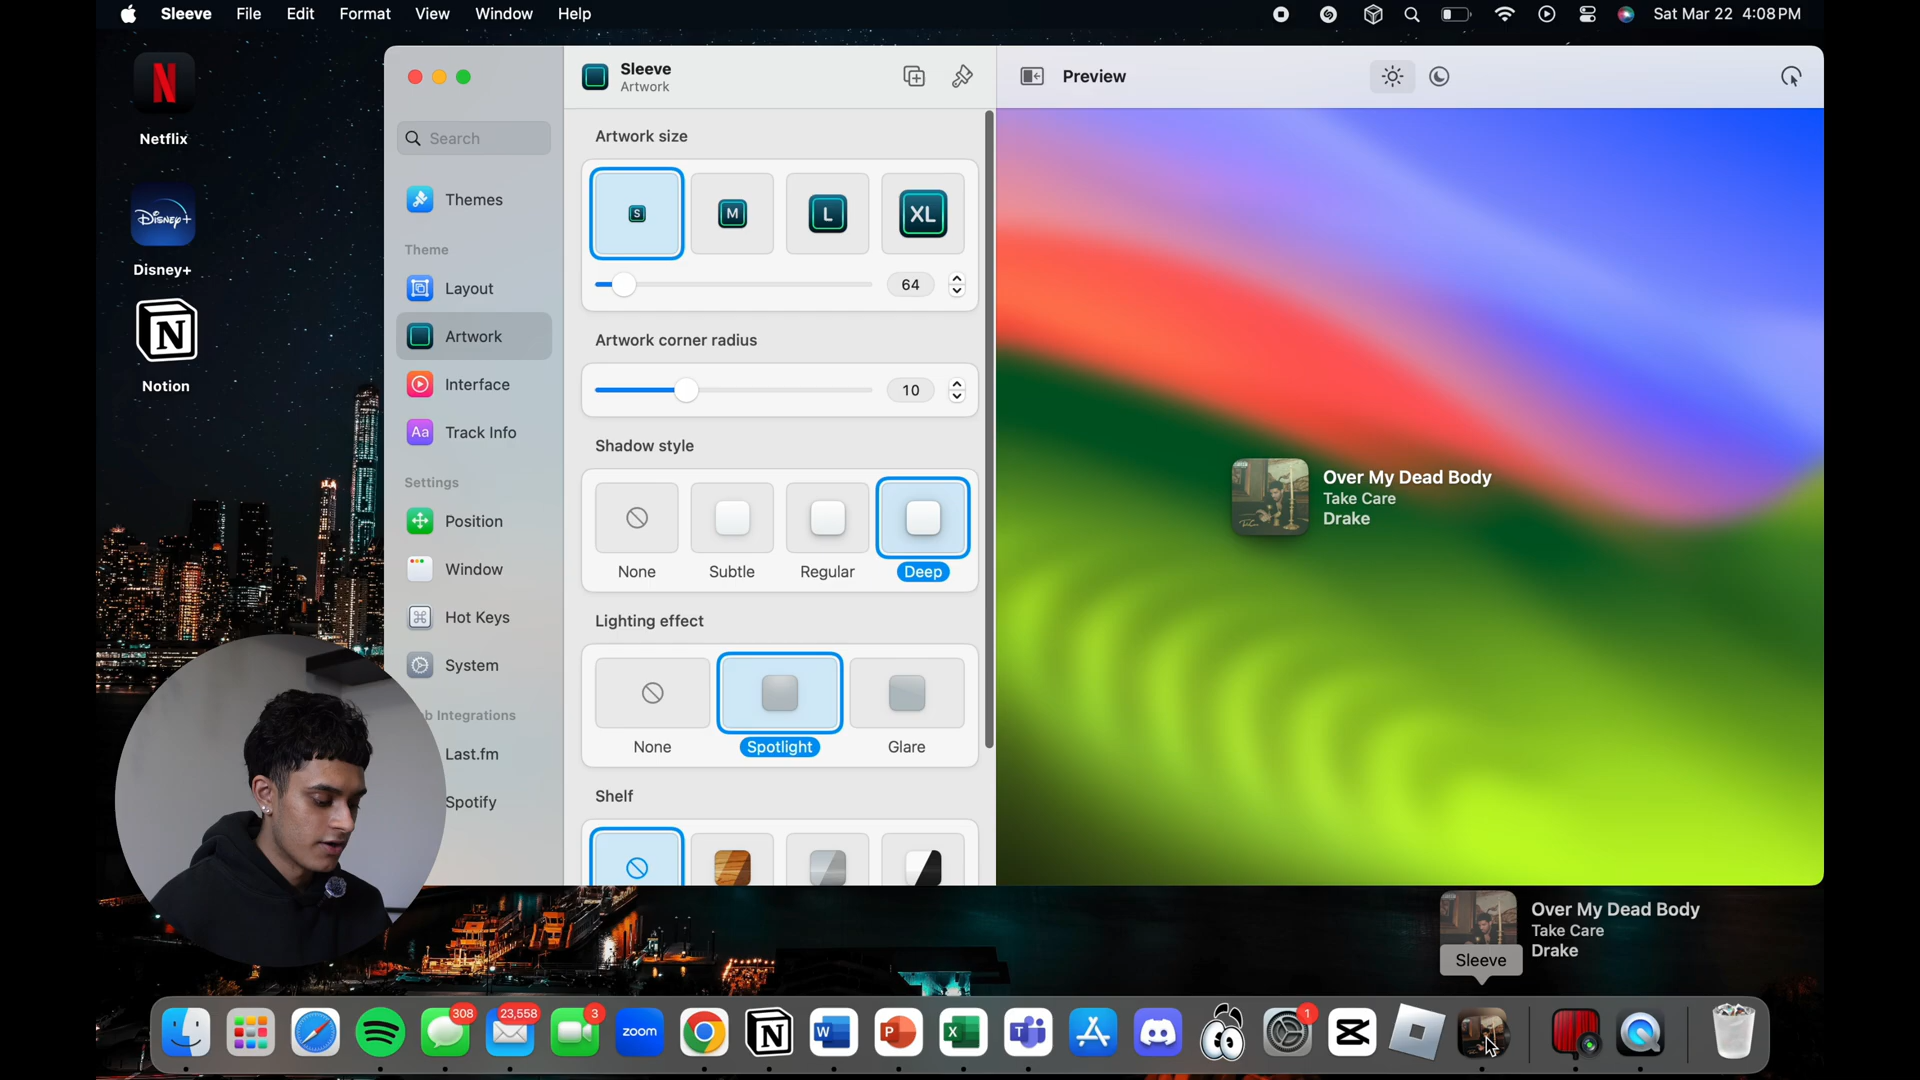 Sleeve File Edit Format View Window Help
Sat Mar 22 4:08 PM
Netflix
Disney+
Disney+
N
Notion
Search
Themes
Theme
Layout
Artwork
Interface
Aa Track Info
Settings
Position
Window
Hot Keys
System
b Integrations
Last.fm
Spotify
Sleeve
Artwork
Artwork size
S M L XL
64
Artwork corner radius
10
Shadow style
None Subtle Regular Deep
Lighting effect
None Spotlight Glare
Shelf
Preview
Over My Dead Body
Take Care
Drake
Over My Dead Body
Take Care
Drake
Sleeve
308 23,558 3 1
zoom N W P X T